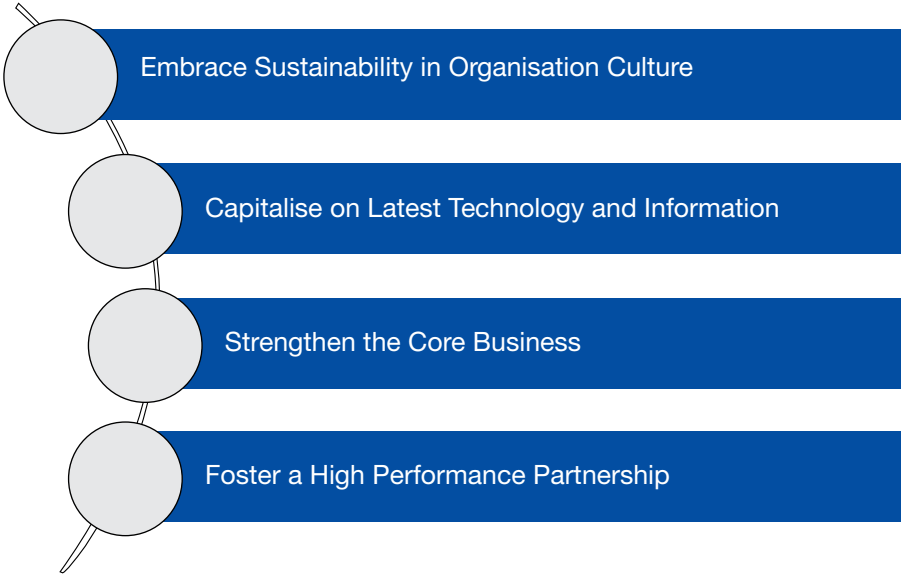 Embrace Sustainability in Organisation Culture
Capitalise on Latest Technology and Information
Strengthen the Core Business
Foster a High Performance Partnership